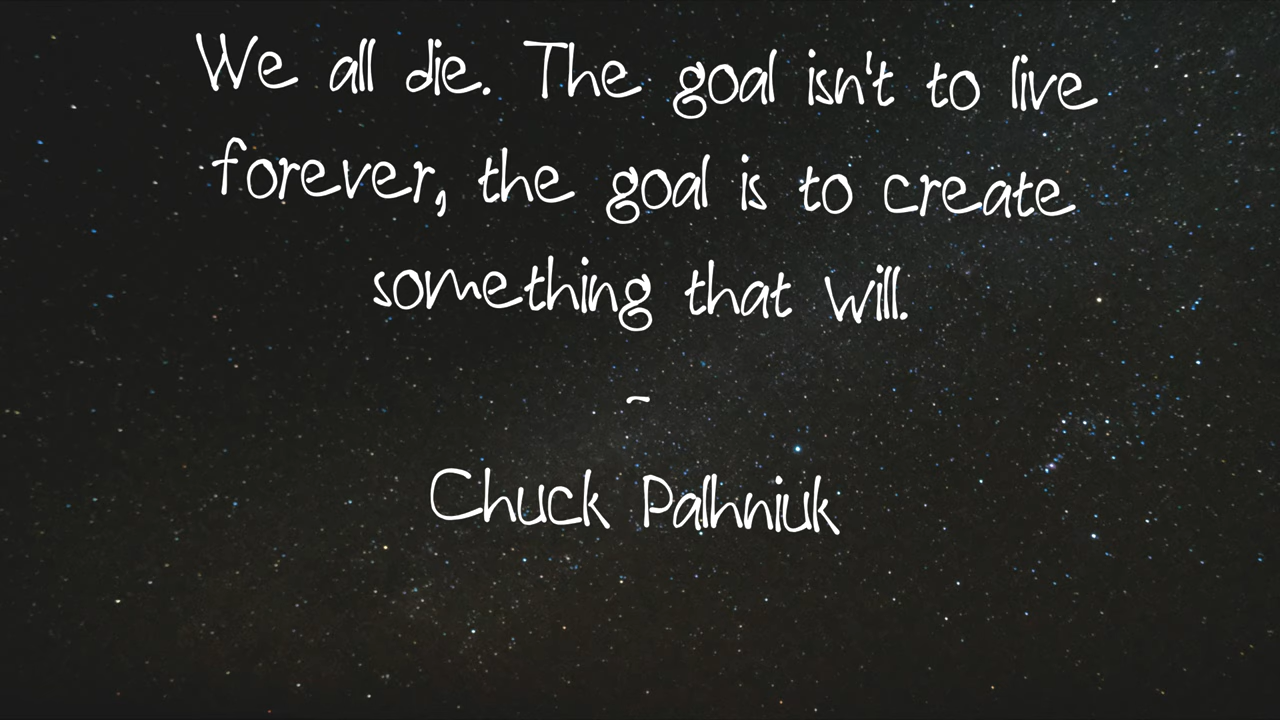 We all die. The goal isn't to live
forever, the goal is to create
something that will.
-
Chuck Palhniuk